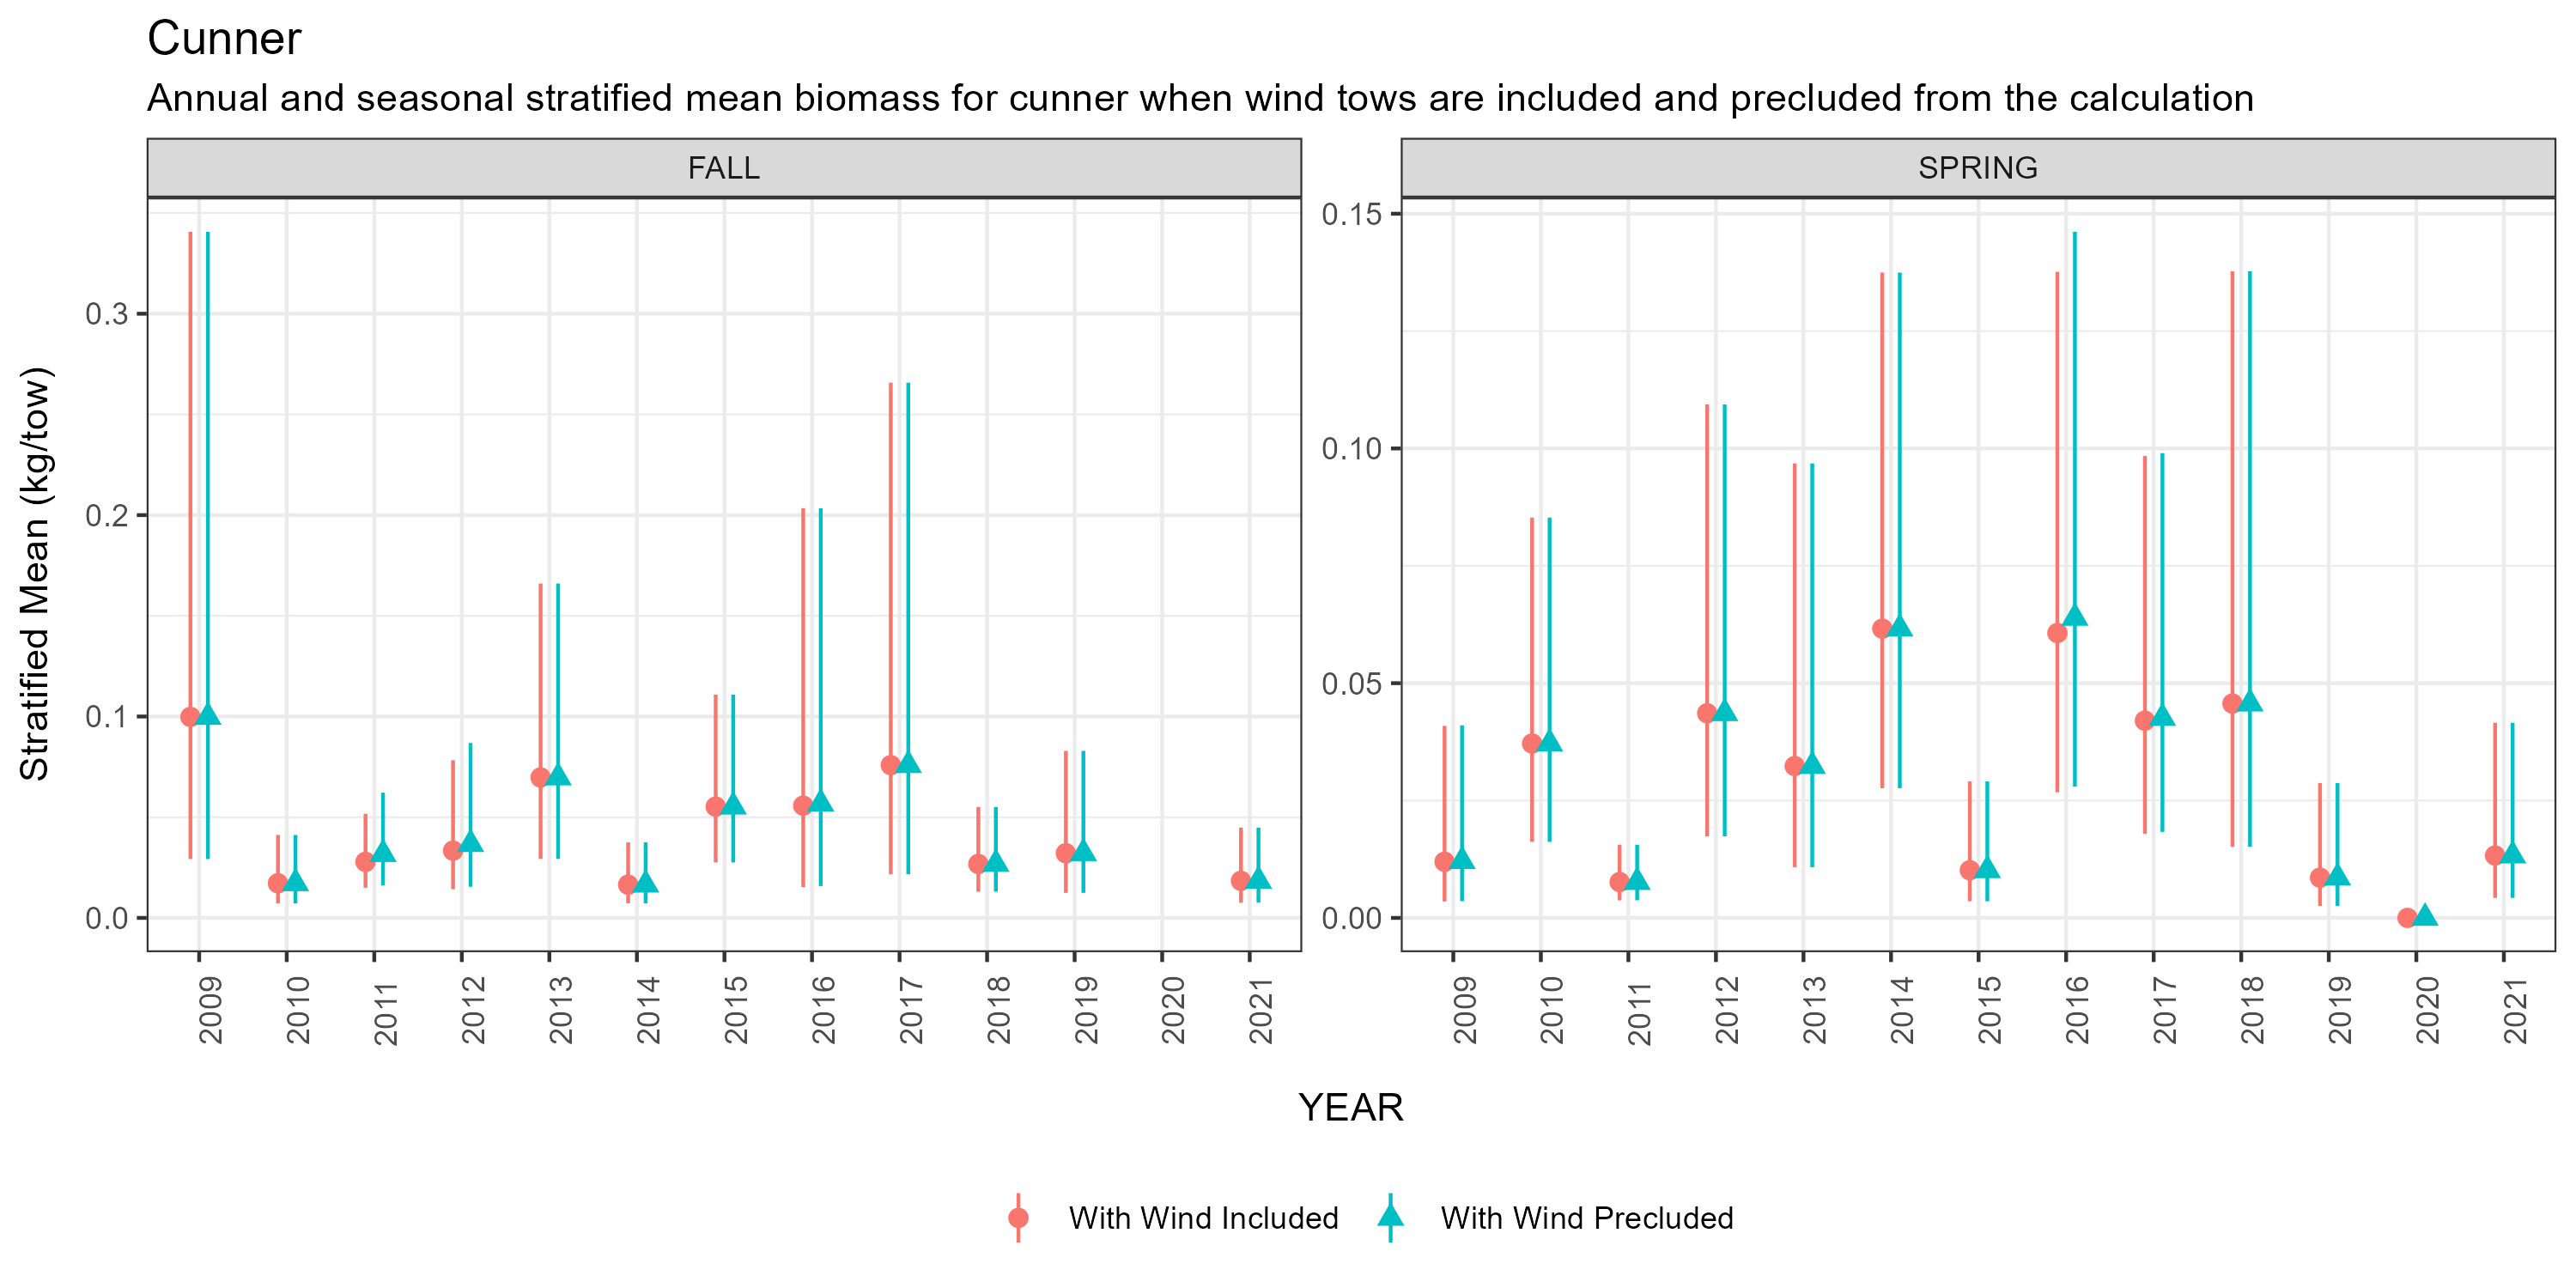 Cunner
Annual and seasonal stratified mean biomass for cunner when wind tows are included and precluded from the calculation
FALL
SPRING
Stratified Mean (kg/tow)
0.3
0.2
0.1
0.0
0.15
0.10
0.05
0.00
2009 2010 2011 2012 2013 2014 2015 2016 2017 2018 2019 2020 2021
2009 2010 2011 2012 2013 2014 2015 2016 2017 2018 2019 2020 2021
YEAR
With Wind Included
With Wind Precluded